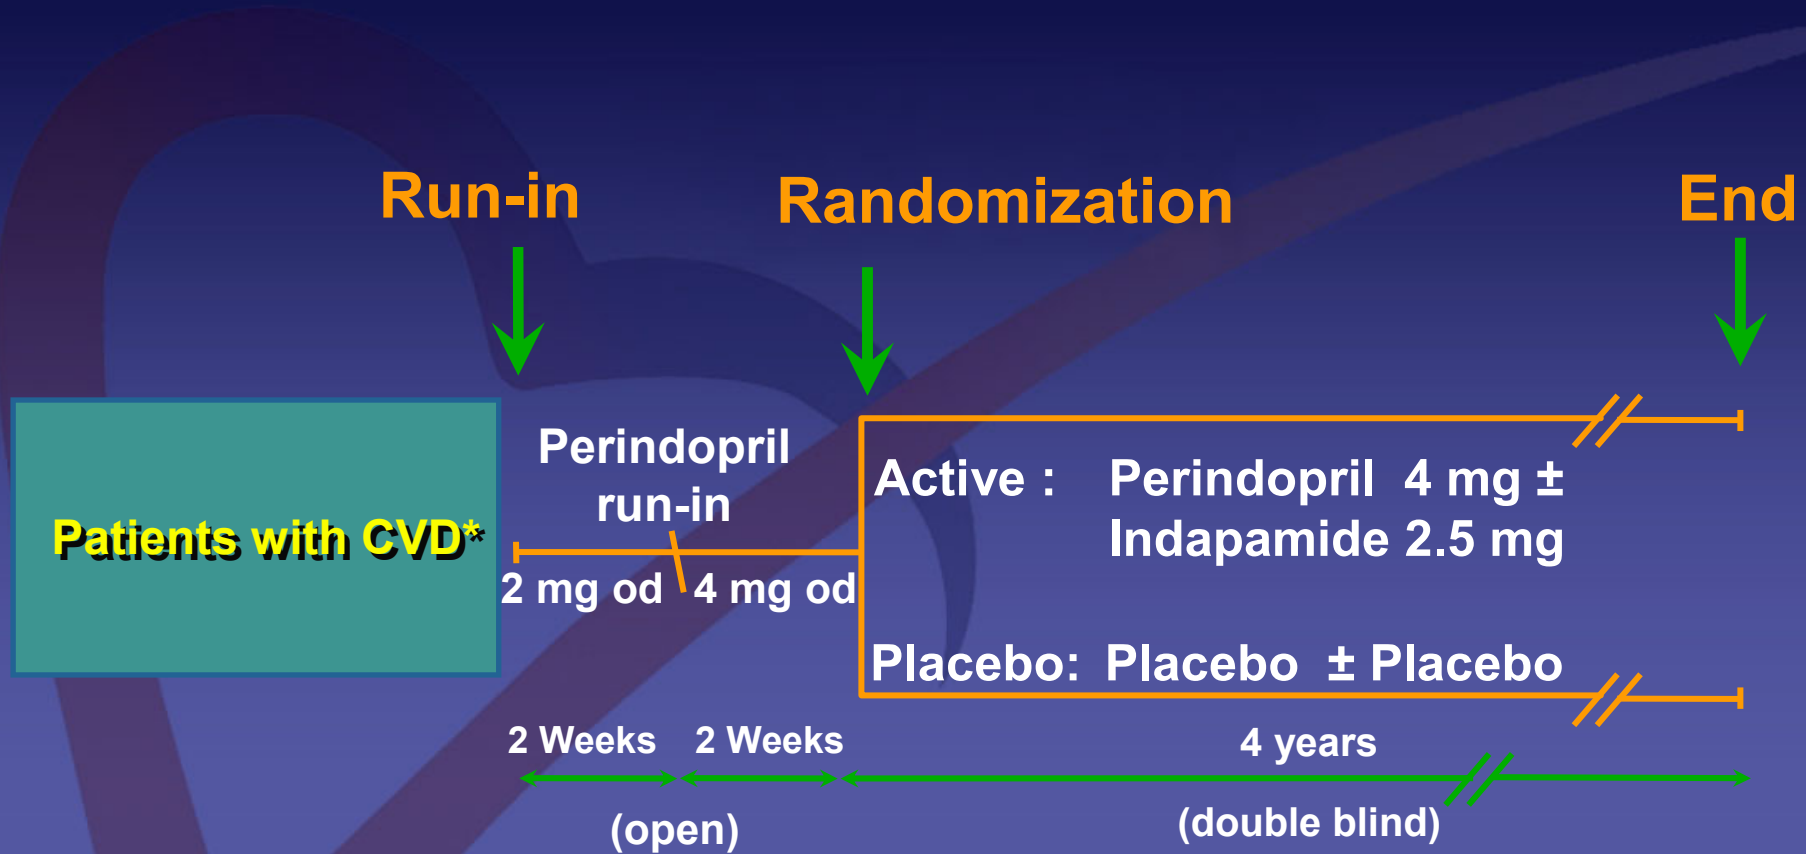 Run-in
Randomization
End
Patients with CVD*
Perindopril
run-in
2 mg od
4 mg od
Active : Perindopril 4 mg ±
Indapamide 2.5 mg
Placebo: Placebo ± Placebo
2 Weeks
2 Weeks
4 years
(open)
(double blind)